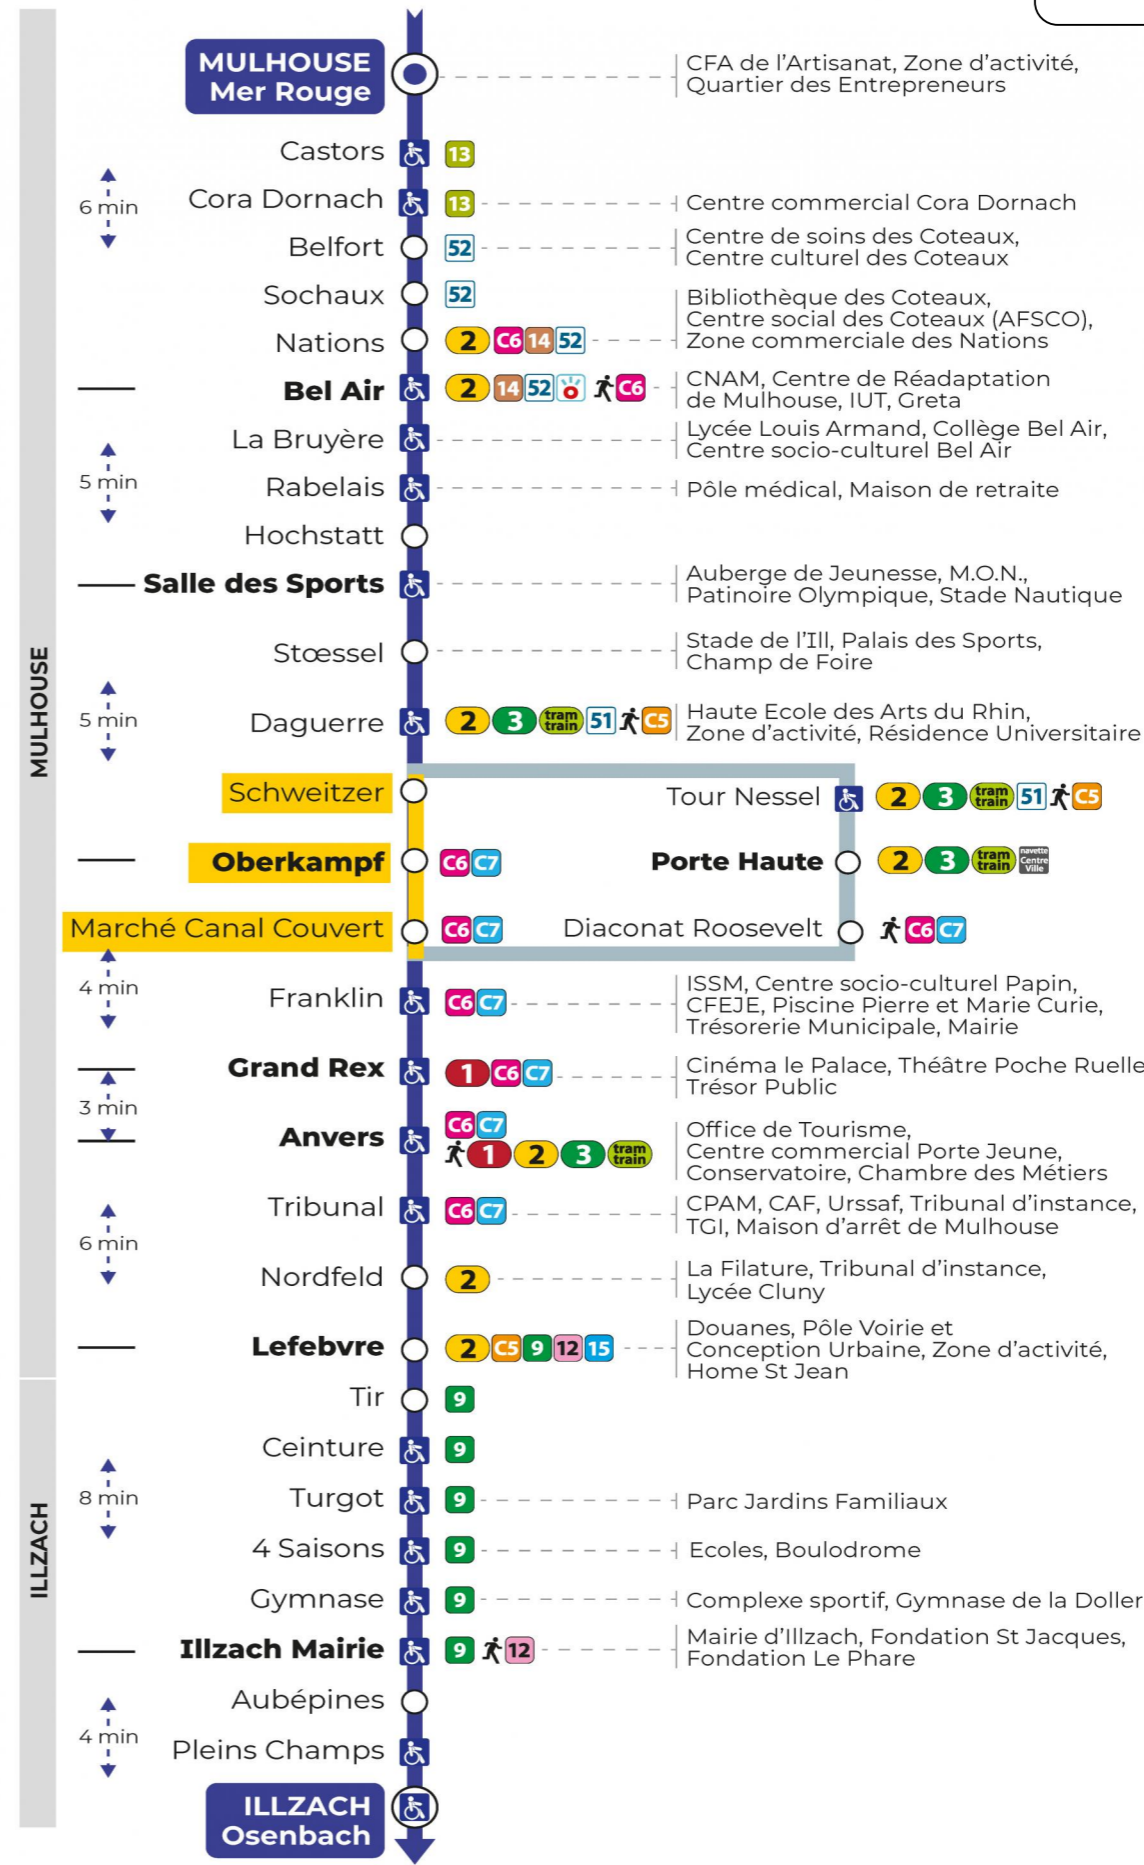 MULHOUSE
Mer Rouge
CFA de l’Artisanat, Zone d’activité,
Quartier des Entrepreneurs
Castors 13
6 min
Cora Dornach 13 Centre commercial Cora Dornach
Belfort 52
Centre de soins des Coteaux,
Centre culturel des Coteaux
Sochaux 52
Nations 2 C6 14 52
Bibliothèque des Coteaux,
Centre social des Coteaux (AFSCO),
Zone commerciale des Nations
Bel Air 2 14 52 C6
CNAM, Centre de Réadaptation
de Mulhouse, IUT, Greta
La Bruyère
Lycée Louis Armand, Collège Bel Air,
Centre socio-culturel Bel Air
5 min
Rabelais Pôle médical, Maison de retraite
Hochstatt
Salle des Sports
Auberge de Jeunesse, M.O.N.,
Patinoire Olympique, Stade Nautique
MULHOUSE
Stœssel
Stade de l’Ill, Palais des Sports,
Champ de Foire
5 min
Daguerre 2 3 tram train 51 C5
Haute Ecole des Arts du Rhin,
Zone d’activité, Résidence Universitaire
Schweitzer
Tour Nessel 2 3 tram train 51 C5
Oberkampf C6 C7
Porte Haute 2 3 tram train navette Centre Ville
Marché Canal Couvert C6 C7
Diaconat Roosevelt C6 C7
4 min
Franklin C6 C7
ISSM, Centre socio-culturel Papin,
CFEJE, Piscine Pierre et Marie Curie,
Trésorerie Municipale, Mairie
Grand Rex 1 C6 C7
Cinéma le Palace, Théâtre Poche Ruelle
Trésor Public
3 min
Anvers C6 C7
1 2 3 tram train
Office de Tourisme,
Centre commercial Porte Jeune,
Conservatoire, Chambre des Métiers
Tribunal C6 C7
CPAM, CAF, Urssaf, Tribunal d’instance,
TGI, Maison d’arrêt de Mulhouse
6 min
Nordfeld 2
La Filature, Tribunal d’instance,
Lycée Cluny
Lefebvre 2 C5 9 12 15
Douanes, Pôle Voirie et
Conception Urbaine, Zone d’activité,
Home St Jean
Tir 9
Ceinture 9
8 min
Turgot 9 Parc Jardins Familiaux
ILLZACH
4 Saisons 9 Ecoles, Boulodrome
Gymnase 9 Complexe sportif, Gymnase de la Doller
Illzach Mairie 9 12
Mairie d’Illzach, Fondation St Jacques,
Fondation Le Phare
Aubépines
4 min
Pleins Champs
ILLZACH
Osenbach